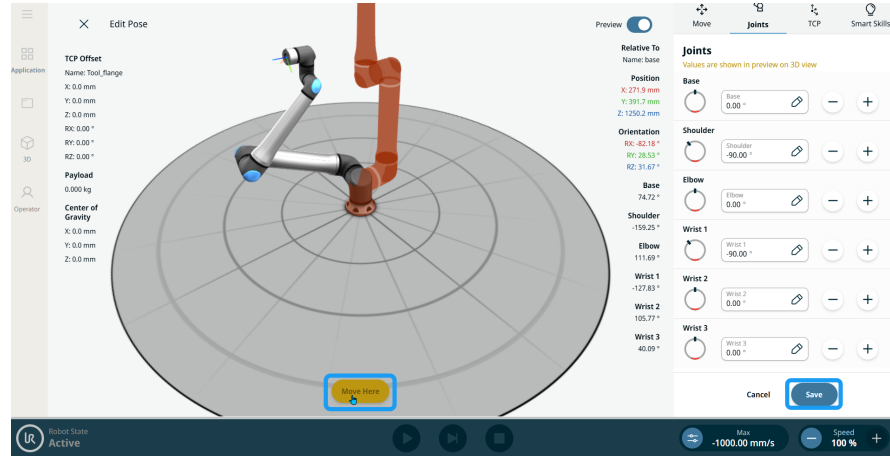 Edit Pose
Preview
Move
Joints
TCP
Smart Skills
Application
3D
Operator
TCP Offset
Name: Tool_flange
X: 0.0 mm
Y: 0.0 mm
Z: 0.0 mm
RX: 0.00 °
RY: 0.00 °
RZ: 0.00 °
Payload
0.000 kg
Center of
Gravity
X: 0.0 mm
Y: 0.0 mm
Z: 0.0 mm
Relative To
Name: base
Position
X: 271.9 mm
Y: 391.7 mm
Z: 1250.2 mm
Orientation
RX: -82.18 °
RY: 28.53 °
RZ: 31.67 °
Base
74.72 °
Shoulder
-159.25 °
Elbow
111.69 °
Wrist 1
-127.83 °
Wrist 2
105.77 °
Wrist 3
40.09 °
Joints
Values are shown in preview on 3D view
Base
Base
0.00 °
Shoulder
Shoulder
-90.00 °
Elbow
Elbow
0.00 °
Wrist 1
Wrist 1
-90.00 °
Wrist 2
Wrist 2
0.00 °
Wrist 3
Wrist 3
0.00 °
Move Here
Cancel
Save
UR
Robot State
Active
Max
-1000.00 mm/s
Speed
100 %